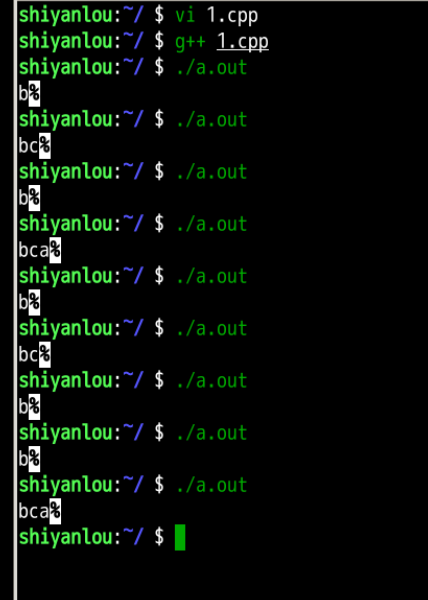 shiyanlou:~/ $ vi 1.cpp
shiyanlou:~/ $ g++ 1.cpp
shiyanlou:~/ $ ./a.out
b%
shiyanlou:~/ $ ./a.out
bc%
shiyanlou:~/ $ ./a.out
b%
shiyanlou:~/ $ ./a.out
bca%
shiyanlou:~/ $ ./a.out
b%
shiyanlou:~/ $ ./a.out
bc%
shiyanlou:~/ $ ./a.out
b%
shiyanlou:~/ $ ./a.out
b%
shiyanlou:~/ $ ./a.out
bca%
shiyanlou:~/ $